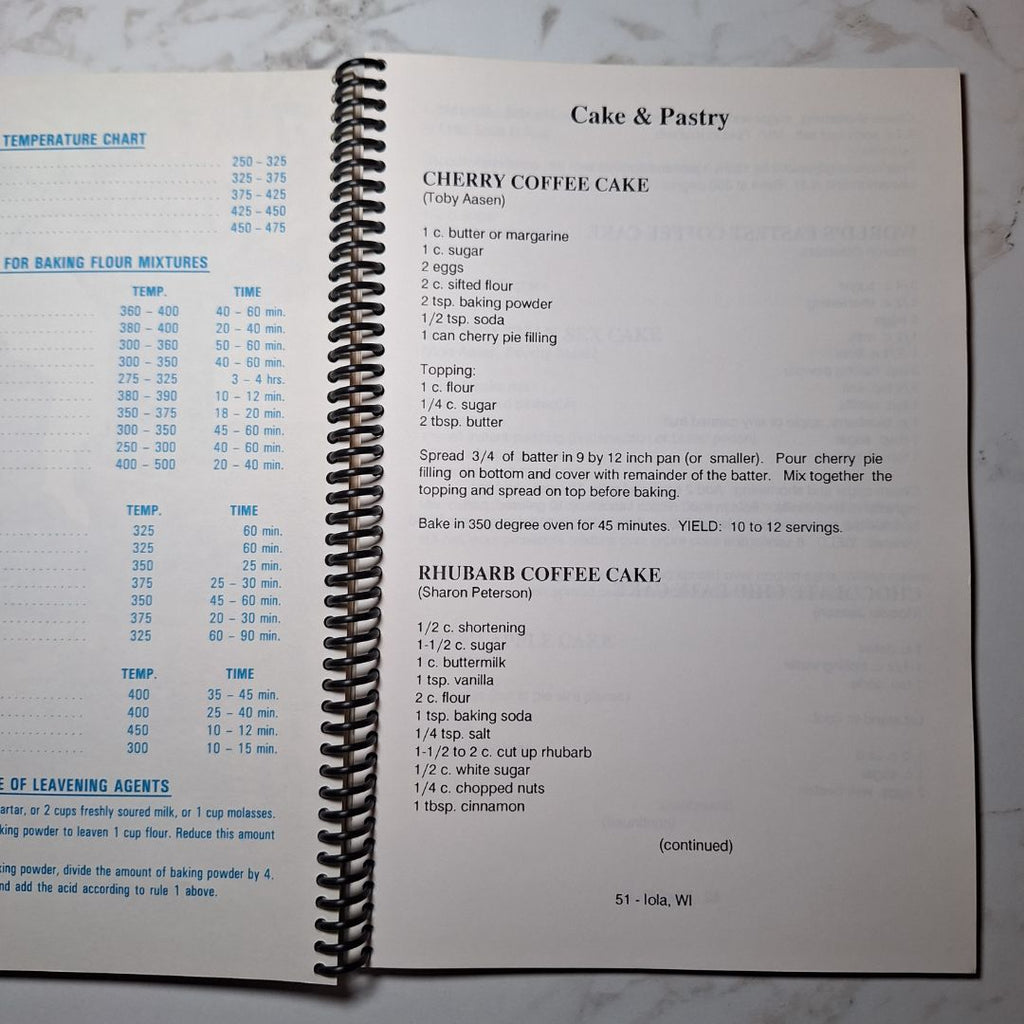 TEMPERATURE CHART
250 – 325
325 – 375
375 – 425
425 – 450
450 – 475
FOR BAKING FLOUR MIXTURES
TEMP. TIME
360 – 400 40 – 60 min.
380 – 400 20 – 40 min.
300 – 360 50 – 60 min.
300 – 350 40 – 60 min.
275 – 325 3 – 4 hrs.
380 – 390 10 – 12 min.
350 – 375 18 – 20 min.
300 – 350 45 – 60 min.
250 – 300 40 – 60 min.
400 – 500 20 – 40 min.
TEMP. TIME
325 60 min.
325 60 min.
350 25 min.
375 25 – 30 min.
350 45 – 60 min.
375 20 – 30 min.
325 60 – 90 min.
TEMP. TIME
400 35 – 45 min.
400 25 – 40 min.
450 10 – 12 min.
300 10 – 15 min.
OF LEAVENING AGENTS
artar, or 2 cups freshly soured milk, or 1 cup molasses.
king powder to leaven 1 cup flour. Reduce this amount
king powder, divide the amount of baking powder by 4.
nd add the acid according to rule 1 above.
Cake & Pastry
CHERRY COFFEE CAKE
(Toby Aasen)
1 c. butter or margarine
1 c. sugar
2 eggs
2 c. sifted flour
2 tsp. baking powder
1/2 tsp. soda
1 can cherry pie filling
Topping:
1 c. flour
1/4 c. sugar
2 tbsp. butter
Spread 3/4 of batter in 9 by 12 inch pan (or smaller). Pour cherry pie
filling on bottom and cover with remainder of the batter. Mix together the
topping and spread on top before baking.
Bake in 350 degree oven for 45 minutes. YIELD: 10 to 12 servings.
RHUBARB COFFEE CAKE
(Sharon Peterson)
1/2 c. shortening
1-1/2 c. sugar
1 c. buttermilk
1 tsp. vanilla
2 c. flour
1 tsp. baking soda
1/4 tsp. salt
1-1/2 to 2 c. cut up rhubarb
1/2 c. white sugar
1/4 c. chopped nuts
1 tbsp. cinnamon
(continued)
51 - Iola, WI